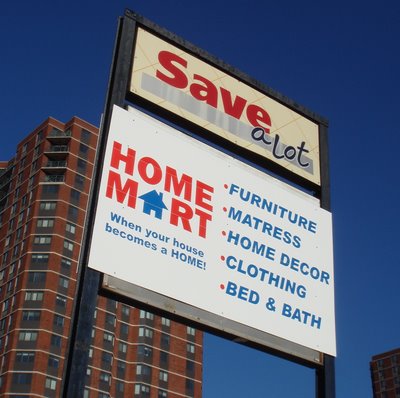 Save
a lot
HOME
MART
When your house
becomes a HOME!
·FURNITURE
·MATRESS
·HOME DECOR
·CLOTHING
·BED & BATH